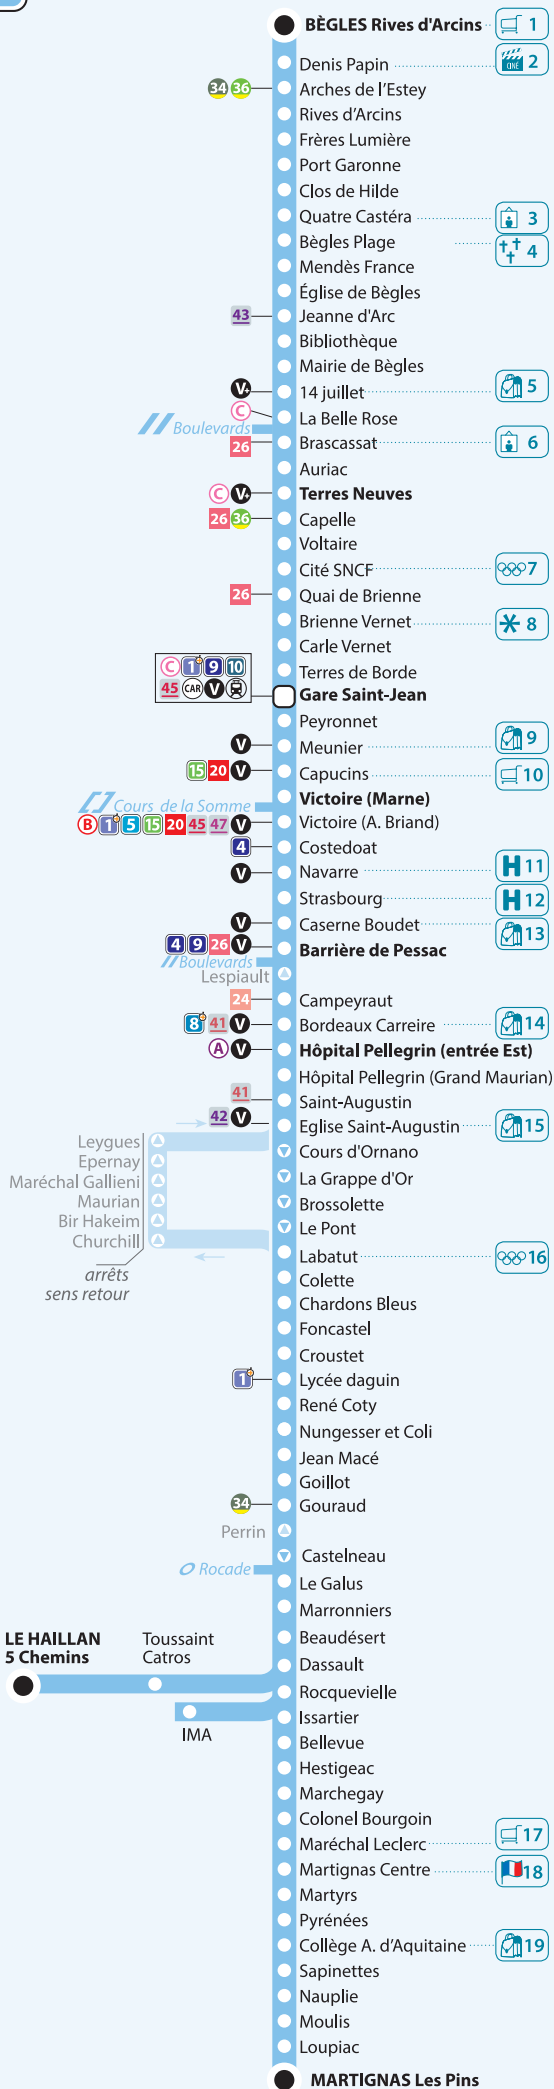 BÈGLES Rives d'Arcins 1
Denis Papin CINÉ 2
34 36 Arches de l'Estey
Rives d'Arcins
Frères Lumière
Port Garonne
Clos de Hilde
Quatre Castéra 3
Bègles Plage 4
Mendès France
Église de Bègles
43 Jeanne d'Arc
Bibliothèque
Mairie de Bègles
V+ 14 juillet 5
C La Belle Rose
Boulevards
26 Brascassat 6
Auriac
C V+ Terres Neuves
26 36 Capelle
Voltaire
Cité SNCF 7
26 Quai de Brienne
Brienne Vernet 8
Carle Vernet
Terres de Borde
C 1 9 10
45 CAR V Gare Saint-Jean
Peyronnet
V Meunier 9
15 20 V Capucins 10
Victoire (Marne)
Cours de la Somme
B 1 5 15 20 45 47 V Victoire (A. Briand)
4 Costedoat
V Navarre H 11
Strasbourg H 12
V Caserne Boudet 13
4 9 26 V Barrière de Pessac
Boulevards
Lespiault
24 Campeyraut
8 41 V Bordeaux Carreire 14
A V Hôpital Pellegrin (entrée Est)
Hôpital Pellegrin (Grand Maurian)
41 Saint-Augustin
42 V Eglise Saint-Augustin 15
Leygues
Epernay
Maréchal Gallieni
Maurian
Bir Hakeim
Churchill
arrêts
sens retour
Cours d'Ornano
La Grappe d'Or
Brossolette
Le Pont
Labatut 16
Colette
Chardons Bleus
Foncastel
Croustet
1 Lycée daguin
René Coty
Nungesser et Coli
Jean Macé
Goillot
34 Gouraud
Perrin
Castelneau
Rocade
Le Galus
Marronniers
Beaudésert
Dassault
Rocquevielle
Issartier
LE HAILLAN
5 Chemins
Toussaint
Catros
IMA
Bellevue
Hestigeac
Marchegay
Colonel Bourgoin
Maréchal Leclerc 17
Martignas Centre 18
Martyrs
Pyrénées
Collège A. d'Aquitaine 19
Sapinettes
Nauplie
Moulis
Loupiac
MARTIGNAS Les Pins